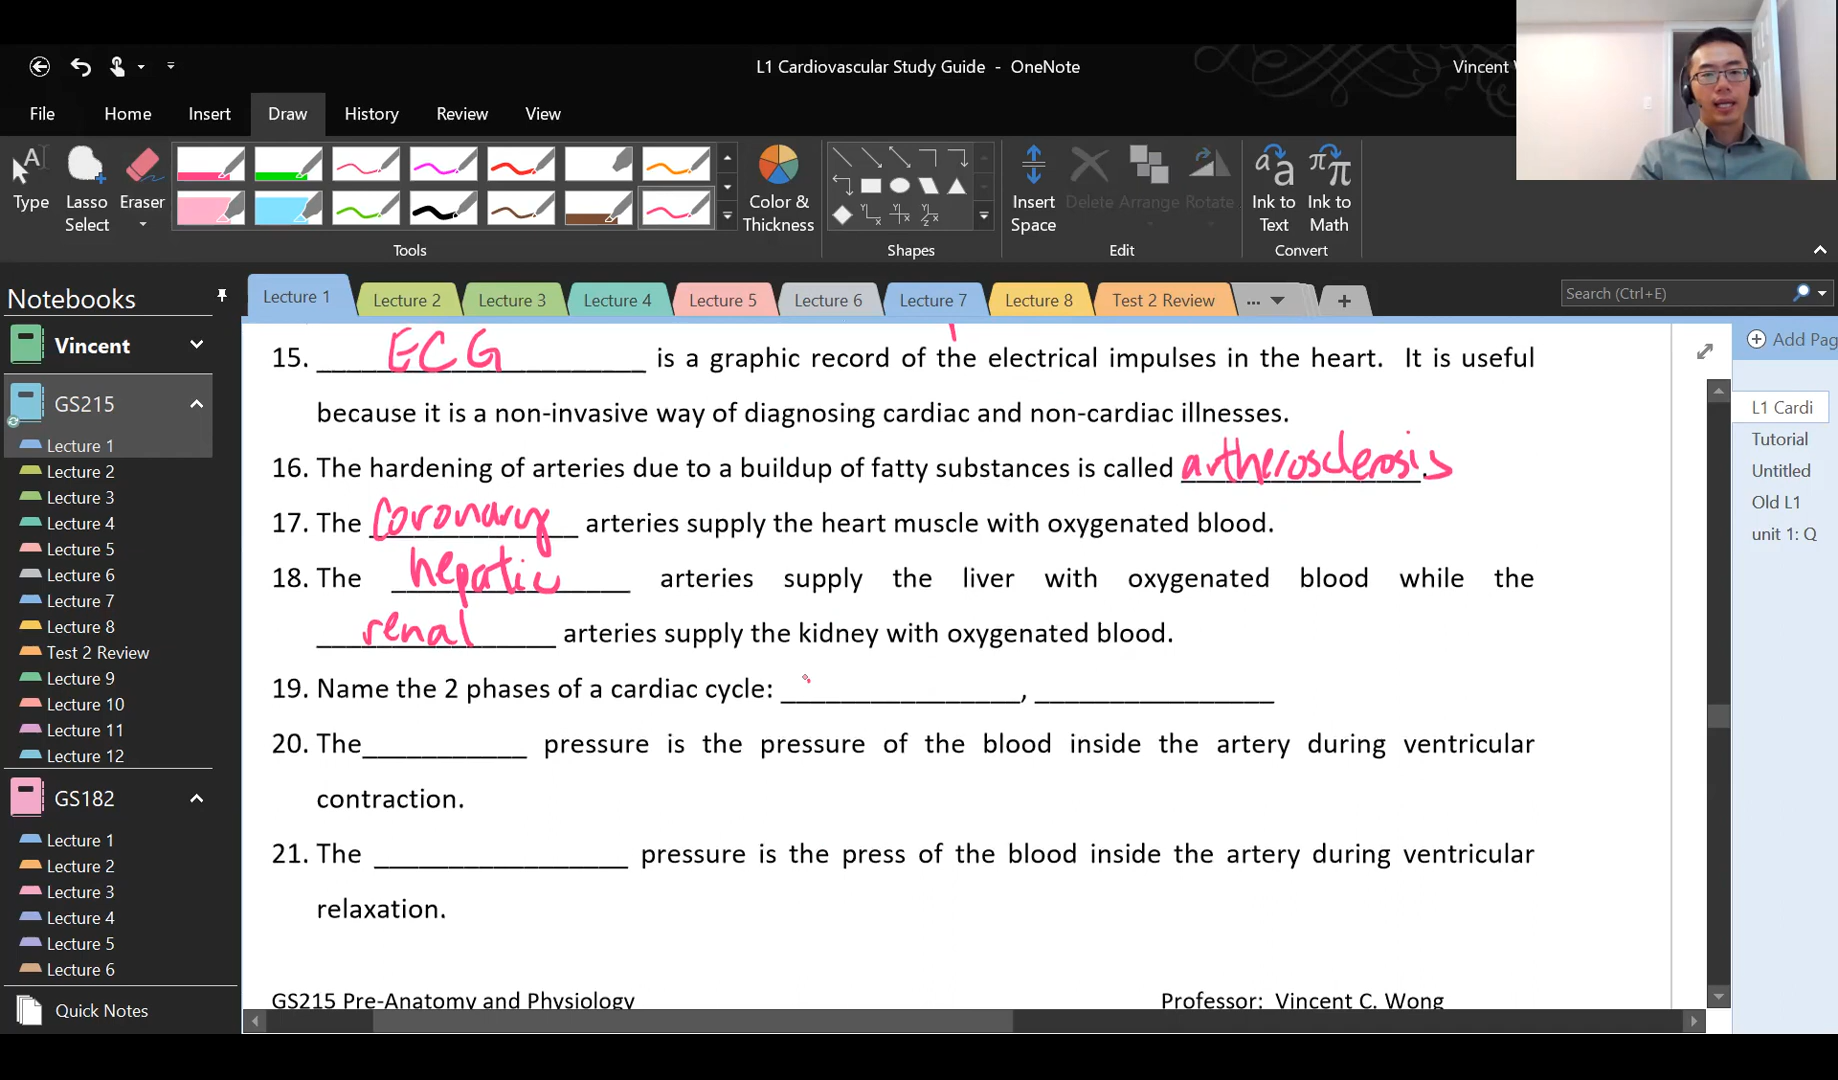 L1 Cardiovascular Study Guide - OneNote
Vincent
File Home Insert Draw History Review View
Type
Lasso Select
Eraser
Color & Thickness
Insert Space
Delete Arrange Rotate
Ink to Text
Ink to Math
Tools Shapes Edit Convert
Notebooks
Lecture 1 Lecture 2 Lecture 3 Lecture 4 Lecture 5 Lecture 6 Lecture 7 Lecture 8 Test 2 Review ... +
Search (Ctrl+E)
Vincent
GS215
Lecture 1
Lecture 2
Lecture 3
Lecture 4
Lecture 5
Lecture 6
Lecture 7
Lecture 8
Test 2 Review
Lecture 9
Lecture 10
Lecture 11
Lecture 12
GS182
Lecture 1
Lecture 2
Lecture 3
Lecture 4
Lecture 5
Lecture 6
Quick Notes
15. ECG is a graphic record of the electrical impulses in the heart. It is useful
because it is a non-invasive way of diagnosing cardiac and non-cardiac illnesses.
16. The hardening of arteries due to a buildup of fatty substances is called artherosclerosis.
17. The coronary arteries supply the heart muscle with oxygenated blood.
18. The hepatic arteries supply the liver with oxygenated blood while the
renal arteries supply the kidney with oxygenated blood.
19. Name the 2 phases of a cardiac cycle: ________________, ________________
20. The___________ pressure is the pressure of the blood inside the artery during ventricular
contraction.
21. The _________________ pressure is the press of the blood inside the artery during ventricular
relaxation.
GS215 Pre-Anatomy and Physiology Professor: Vincent C. Wong
Add Pag
L1 Cardi
Tutorial
Untitled
Old L1
unit 1: Q